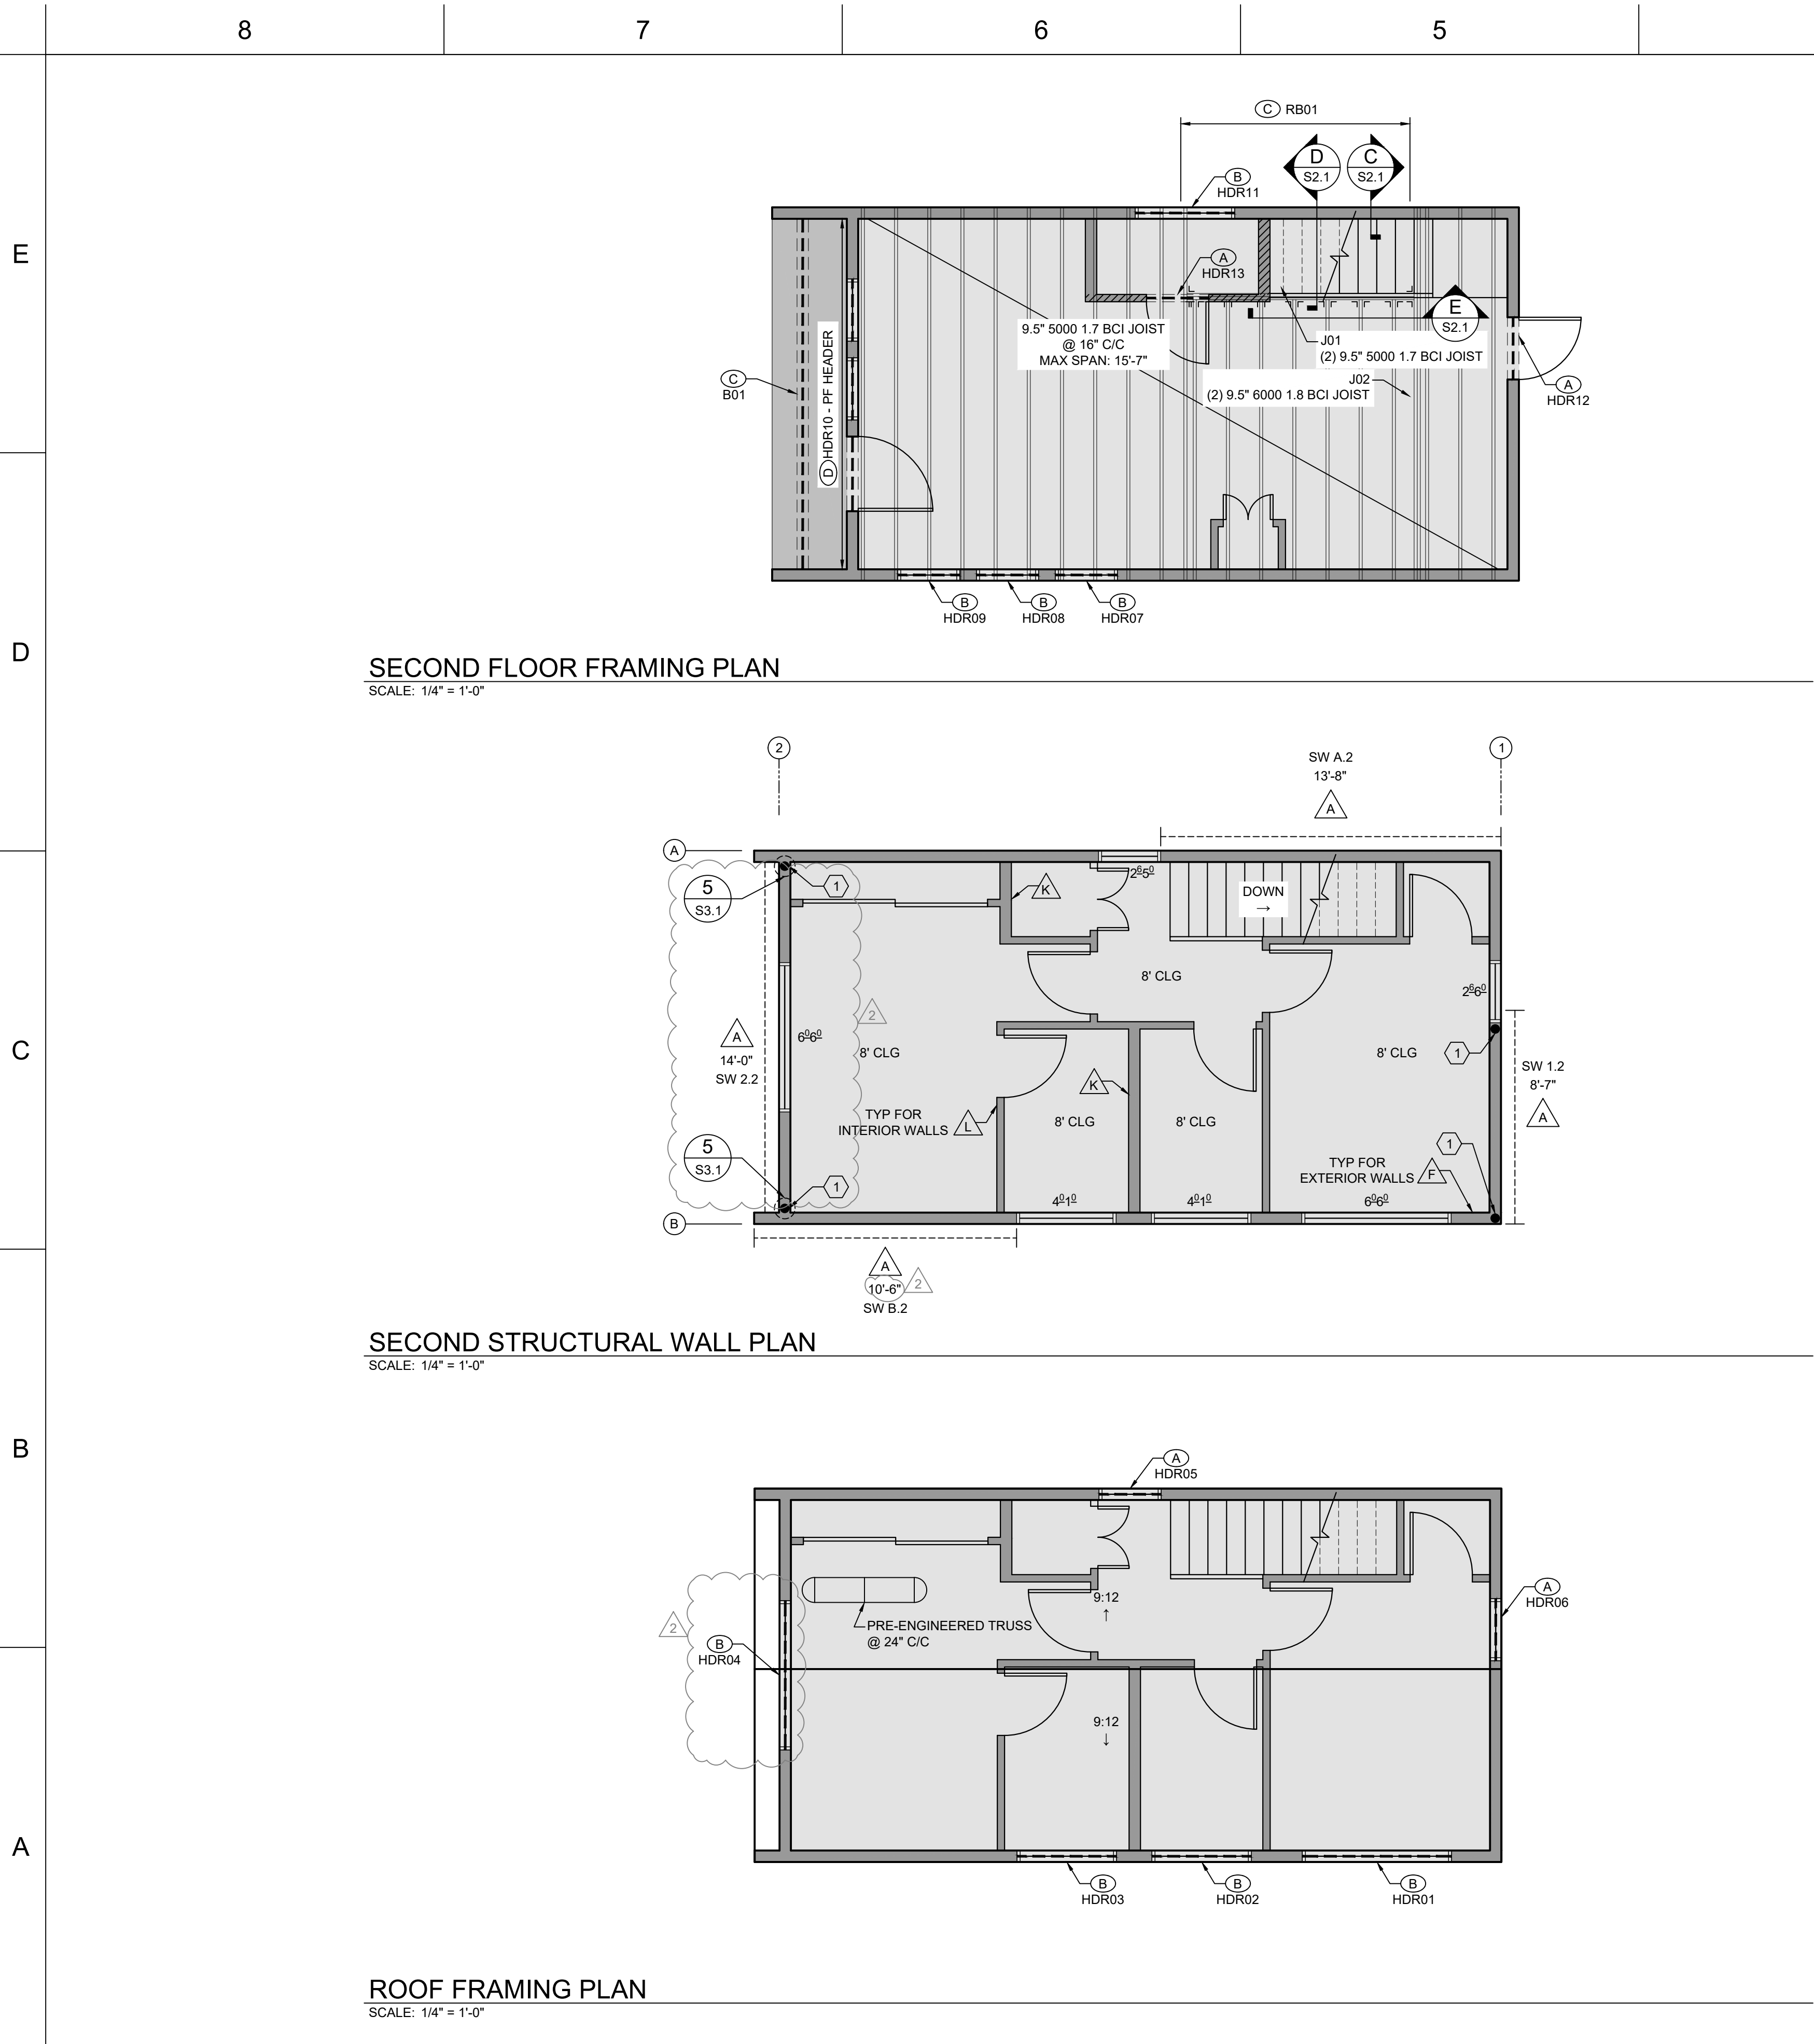 8
7
6
5
E
D
C
B
A
C RB01
D
S2.1
C
S2.1
B
HDR11
A
HDR13
9.5" 5000 1.7 BCI JOIST
@ 16" C/C
MAX SPAN: 15'-7"
E
S2.1
J01
(2) 9.5" 5000 1.7 BCI JOIST
J02
(2) 9.5" 6000 1.8 BCI JOIST
C
B01
D HDR10 - PF HEADER
A
HDR12
B
HDR09
B
HDR08
B
HDR07
SECOND FLOOR FRAMING PLAN
SCALE: 1/4" = 1'-0"
2
1
SW A.2
13'-8"
A
A
5
S3.1
1
K
2⁶5⁰
DOWN
→
8' CLG
2⁶6⁰
2
A
14'-0"
SW 2.2
6⁰6⁰
8' CLG
8' CLG
1
SW 1.2
8'-7"
A
K
TYP FOR
INTERIOR WALLS
L
8' CLG
8' CLG
5
S3.1
1
1
TYP FOR
EXTERIOR WALLS
F
4⁰1⁰
4⁰1⁰
6⁰6⁰
B
A
10'-6"
2
SW B.2
SECOND STRUCTURAL WALL PLAN
SCALE: 1/4" = 1'-0"
A
HDR05
9:12
↑
A
HDR06
PRE-ENGINEERED TRUSS
@ 24" C/C
2
B
HDR04
9:12
↓
B
HDR03
B
HDR02
B
HDR01
ROOF FRAMING PLAN
SCALE: 1/4" = 1'-0"